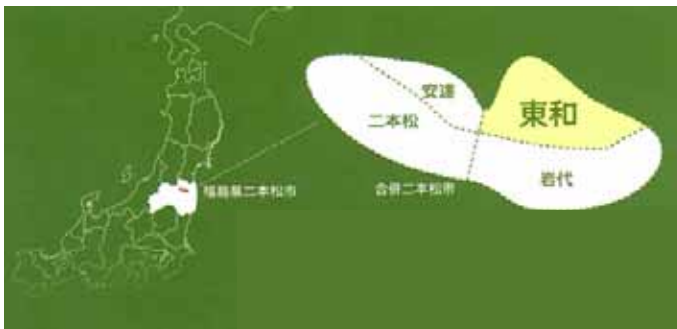 安達
東和
二本松
岩代
福島県二本松市
合併二本松市